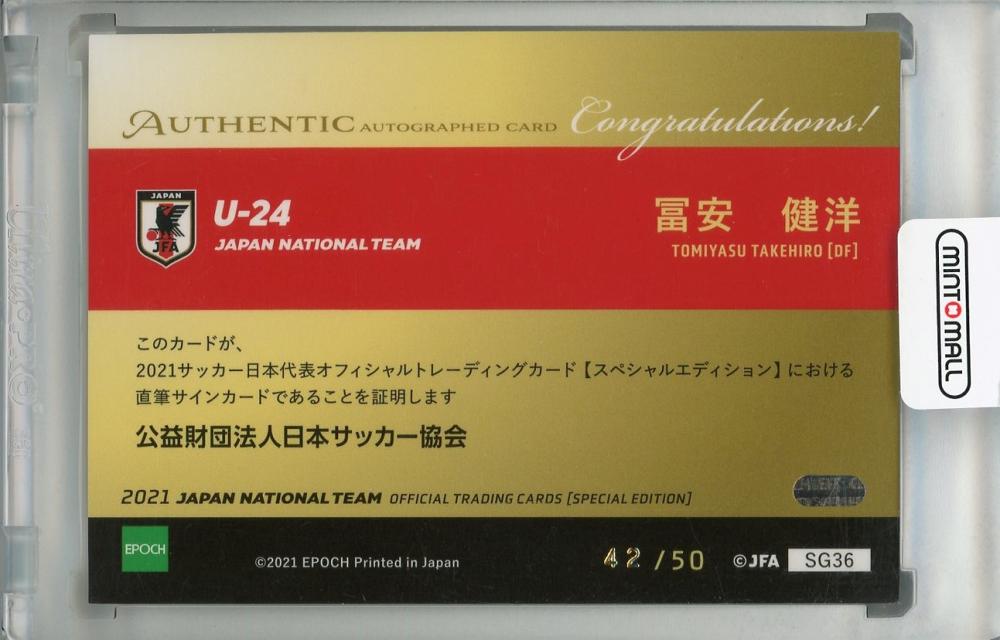 AUTHENTIC AUTOGRAPHED CARD Congratulations!
JAPAN
JFA
U-24
JAPAN NATIONAL TEAM
冨安 健洋
TOMIYASU TAKEHIRO [DF]
このカードが、
2021サッカー日本代表オフィシャルトレーディングカード【スペシャルエディション】における
直筆サインカードであることを証明します
公益財団法人日本サッカー協会
2021 JAPAN NATIONAL TEAM OFFICIAL TRADING CARDS [SPECIAL EDITION]
EPOCH
©2021 EPOCH Printed in Japan
42/50
©JFA
SG36
MINTOMALL